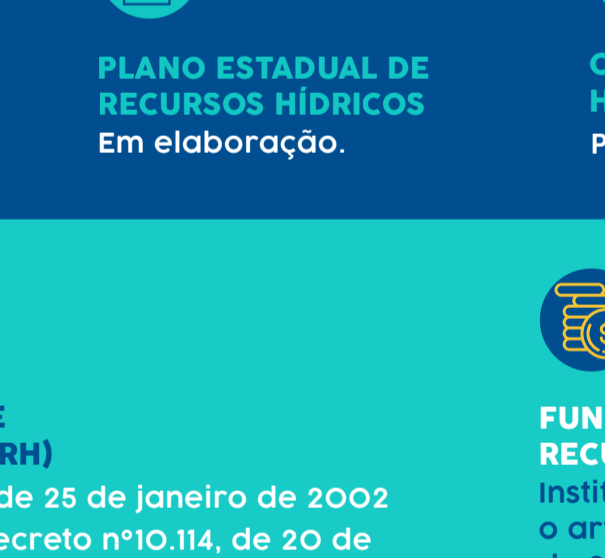 PLANO ESTADUAL DE
RECURSOS HÍDRICOS
Em elaboração.
RH)
de 25 de janeiro de 2002
ecreto nº10.114, de 20 de
FUN
RECU
Instit
o ar